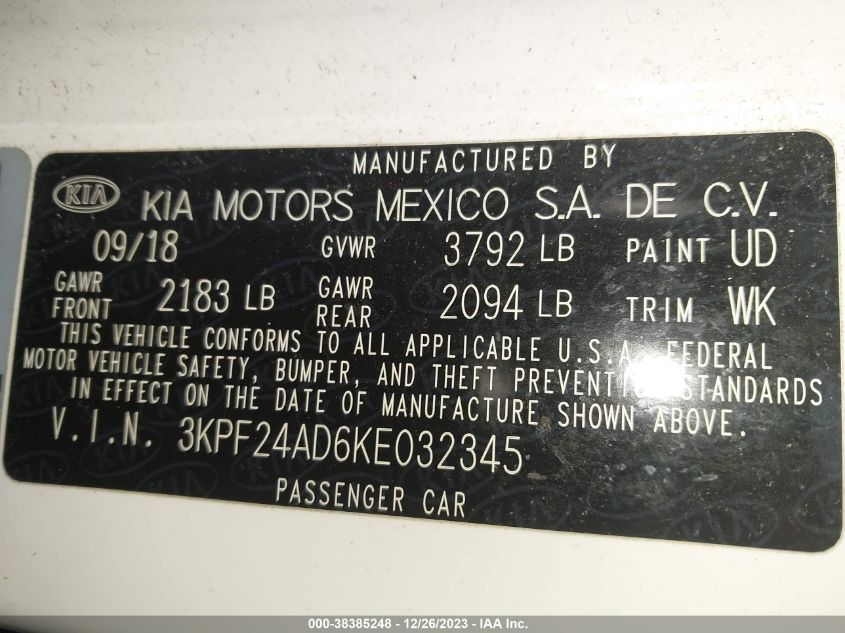 MANUFACTURED BY
KIA KIA MOTORS MEXICO S.A. DE C.V.
09/18 GVWR 3792 LB PAINT UD
GAWR FRONT 2183 LB GAWR REAR 2094 LB TRIM WK
THIS VEHICLE CONFORMS TO ALL APPLICABLE U.S.A. FEDERAL
MOTOR VEHICLE SAFETY, BUMPER, AND THEFT PREVENTION STANDARDS
IN EFFECT ON THE DATE OF MANUFACTURE SHOWN ABOVE.
V.I.N. 3KPF24AD6KE032345
PASSENGER CAR
000-38385248 - 12/26/2023 - IAA Inc.